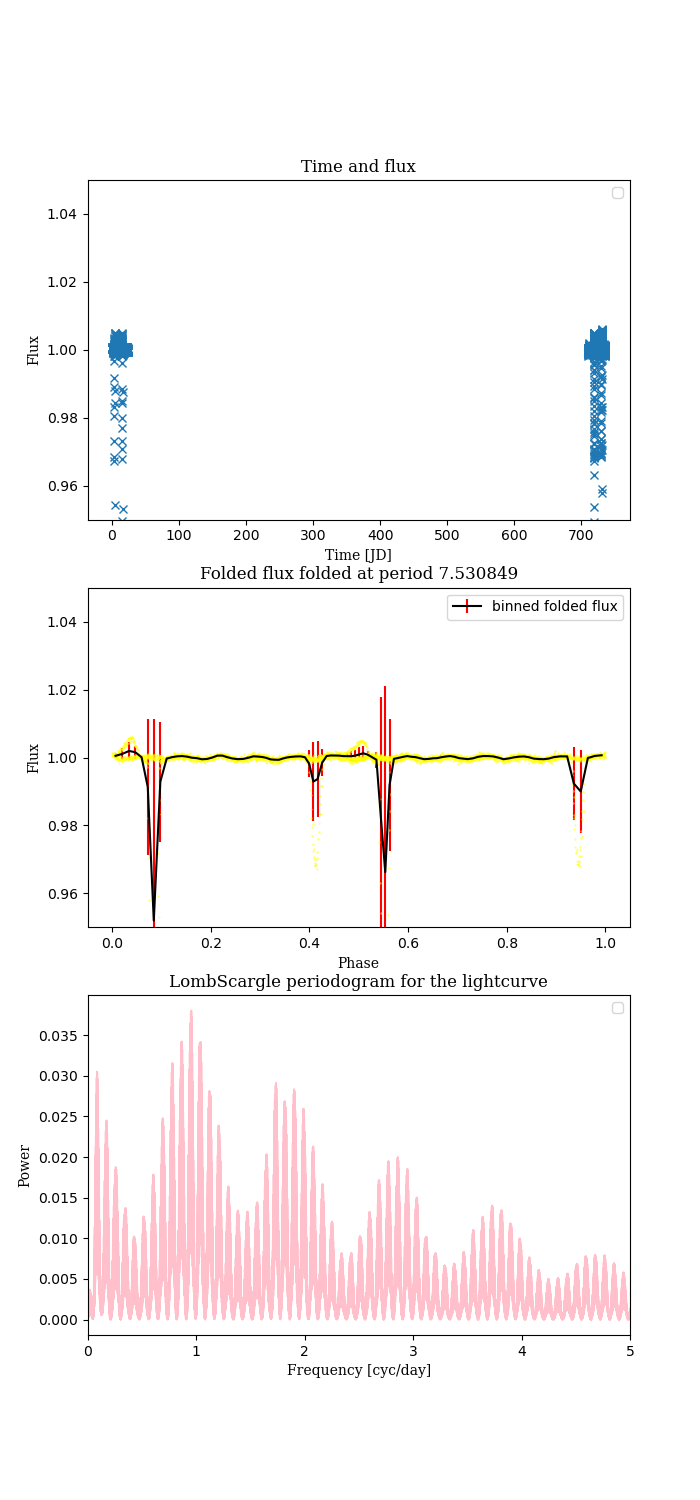 Time and flux
1.04
1.02
1.00
0.98
0.96
Flux
0 100 200 300 400 500 600 700
Time [JD]
Folded flux folded at period 7.530849
binned folded flux
1.04
1.02
1.00
0.98
0.96
Flux
0.0 0.2 0.4 0.6 0.8 1.0
Phase
LombScargle periodogram for the lightcurve
0.035
0.030
0.025
0.020
0.015
0.010
0.005
0.000
Power
0 1 2 3 4 5
Frequency [cyc/day]